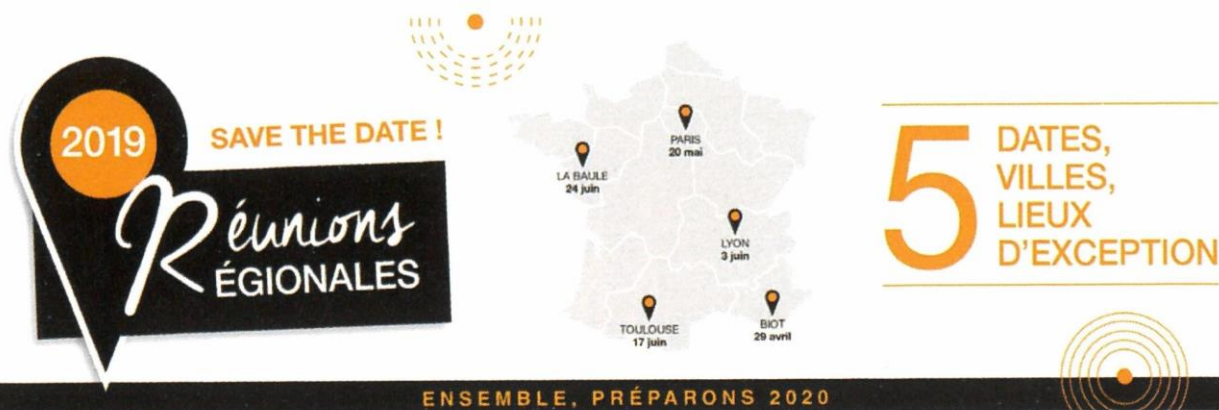 2019
SAVE THE DATE !
Réunions
RÉGIONALES
PARIS
20 mai
LA BAULE
24 juin
LYON
3 juin
TOULOUSE
17 juin
BIOT
29 avril
5
DATES,
VILLES,
LIEUX
D'EXCEPTION
ENSEMBLE, PRÉPARONS 2020